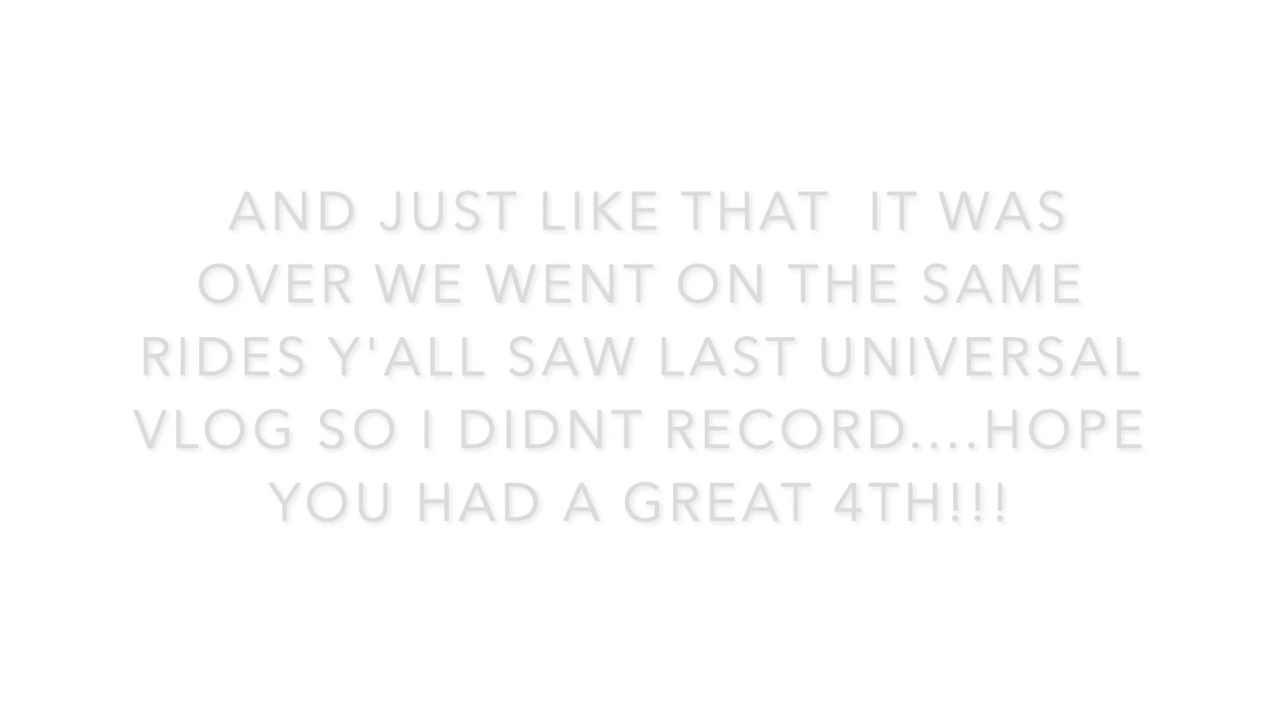 AND JUST LIKE THAT  IT WAS
OVER WE WENT ON THE SAME
RIDES Y'ALL SAW LAST UNIVERSAL
VLOG SO I DIDNT RECORD....HOPE
YOU HAD A GREAT 4TH!!!